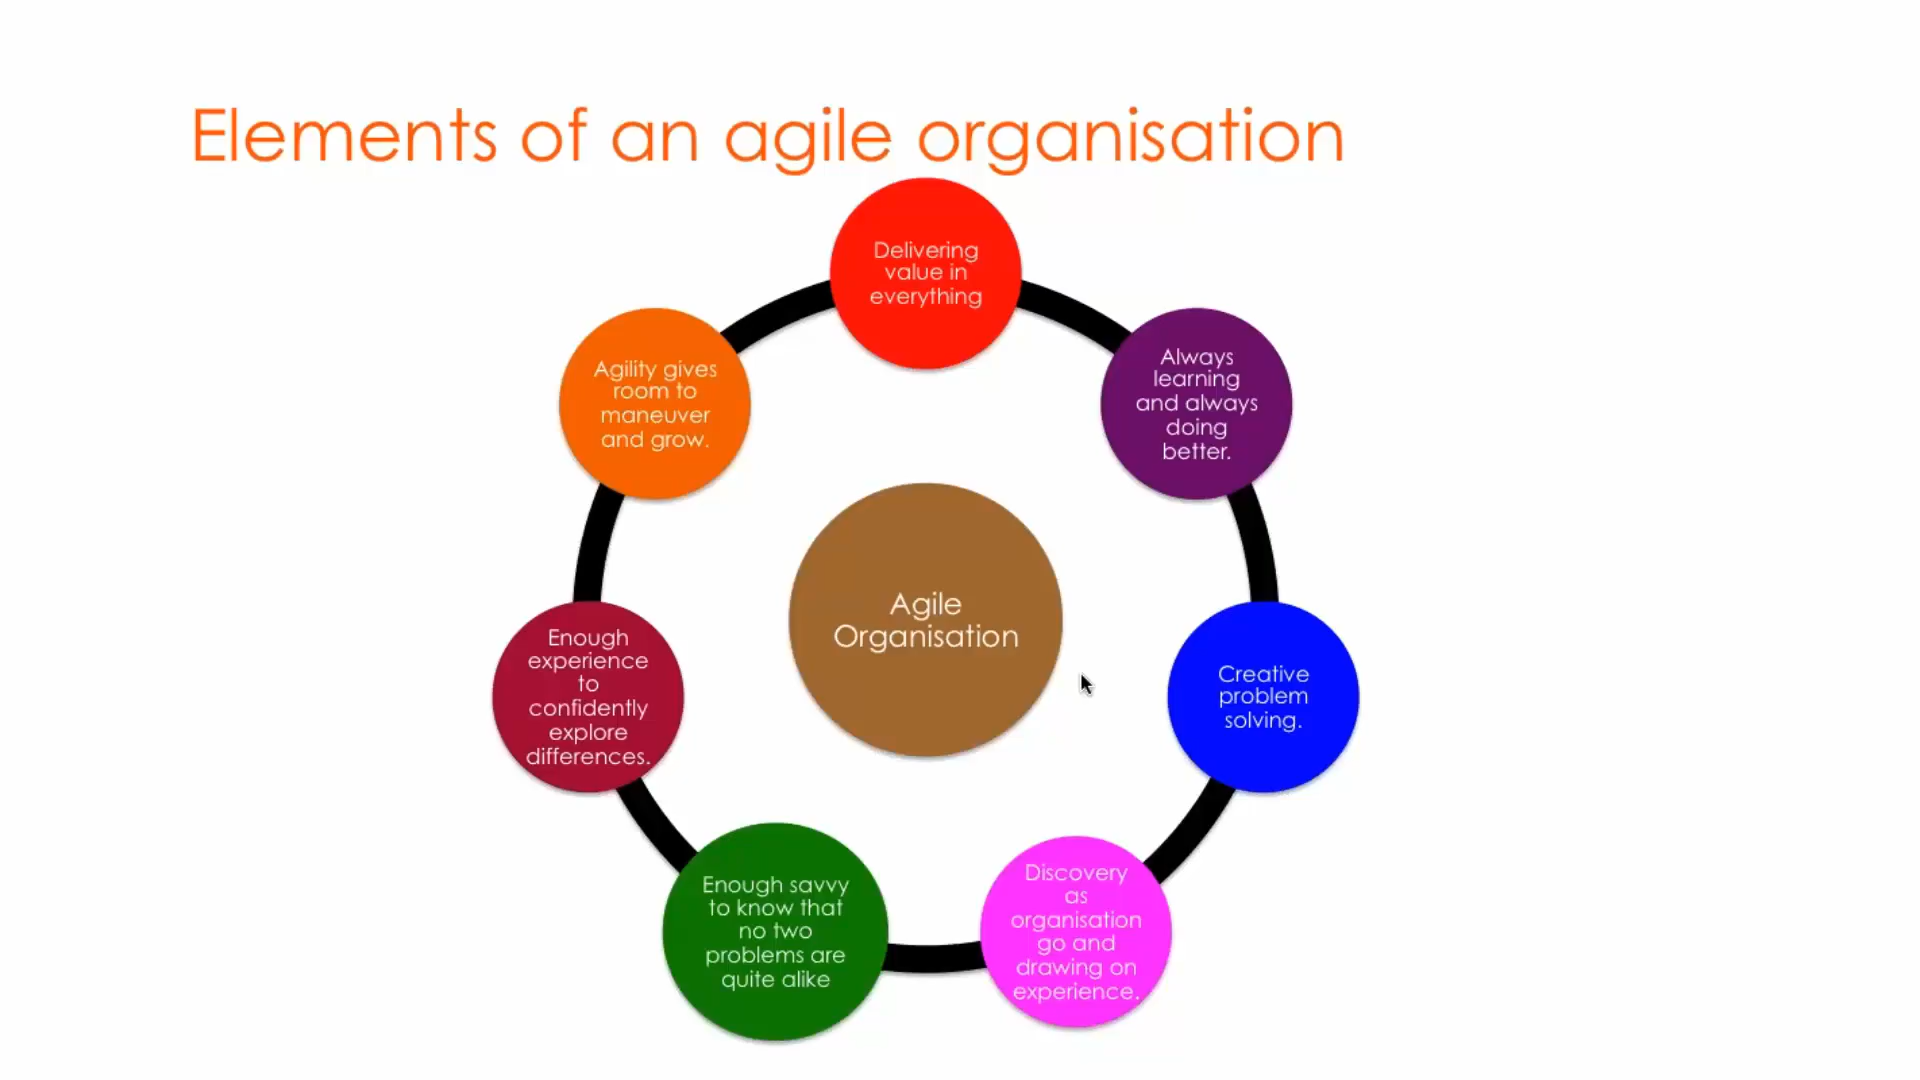 Elements of an agile organisation
Delivering
value in
everything
Always
learning
and always
doing
better.
Creative
problem
solving.
Discovery
as
organisation
go and
drawing on
experience.
Enough savvy
to know that
no two
problems are
quite alike
Enough
experience
to
confidently
explore
differences.
Agility gives
room to
maneuver
and grow.
Agile
Organisation